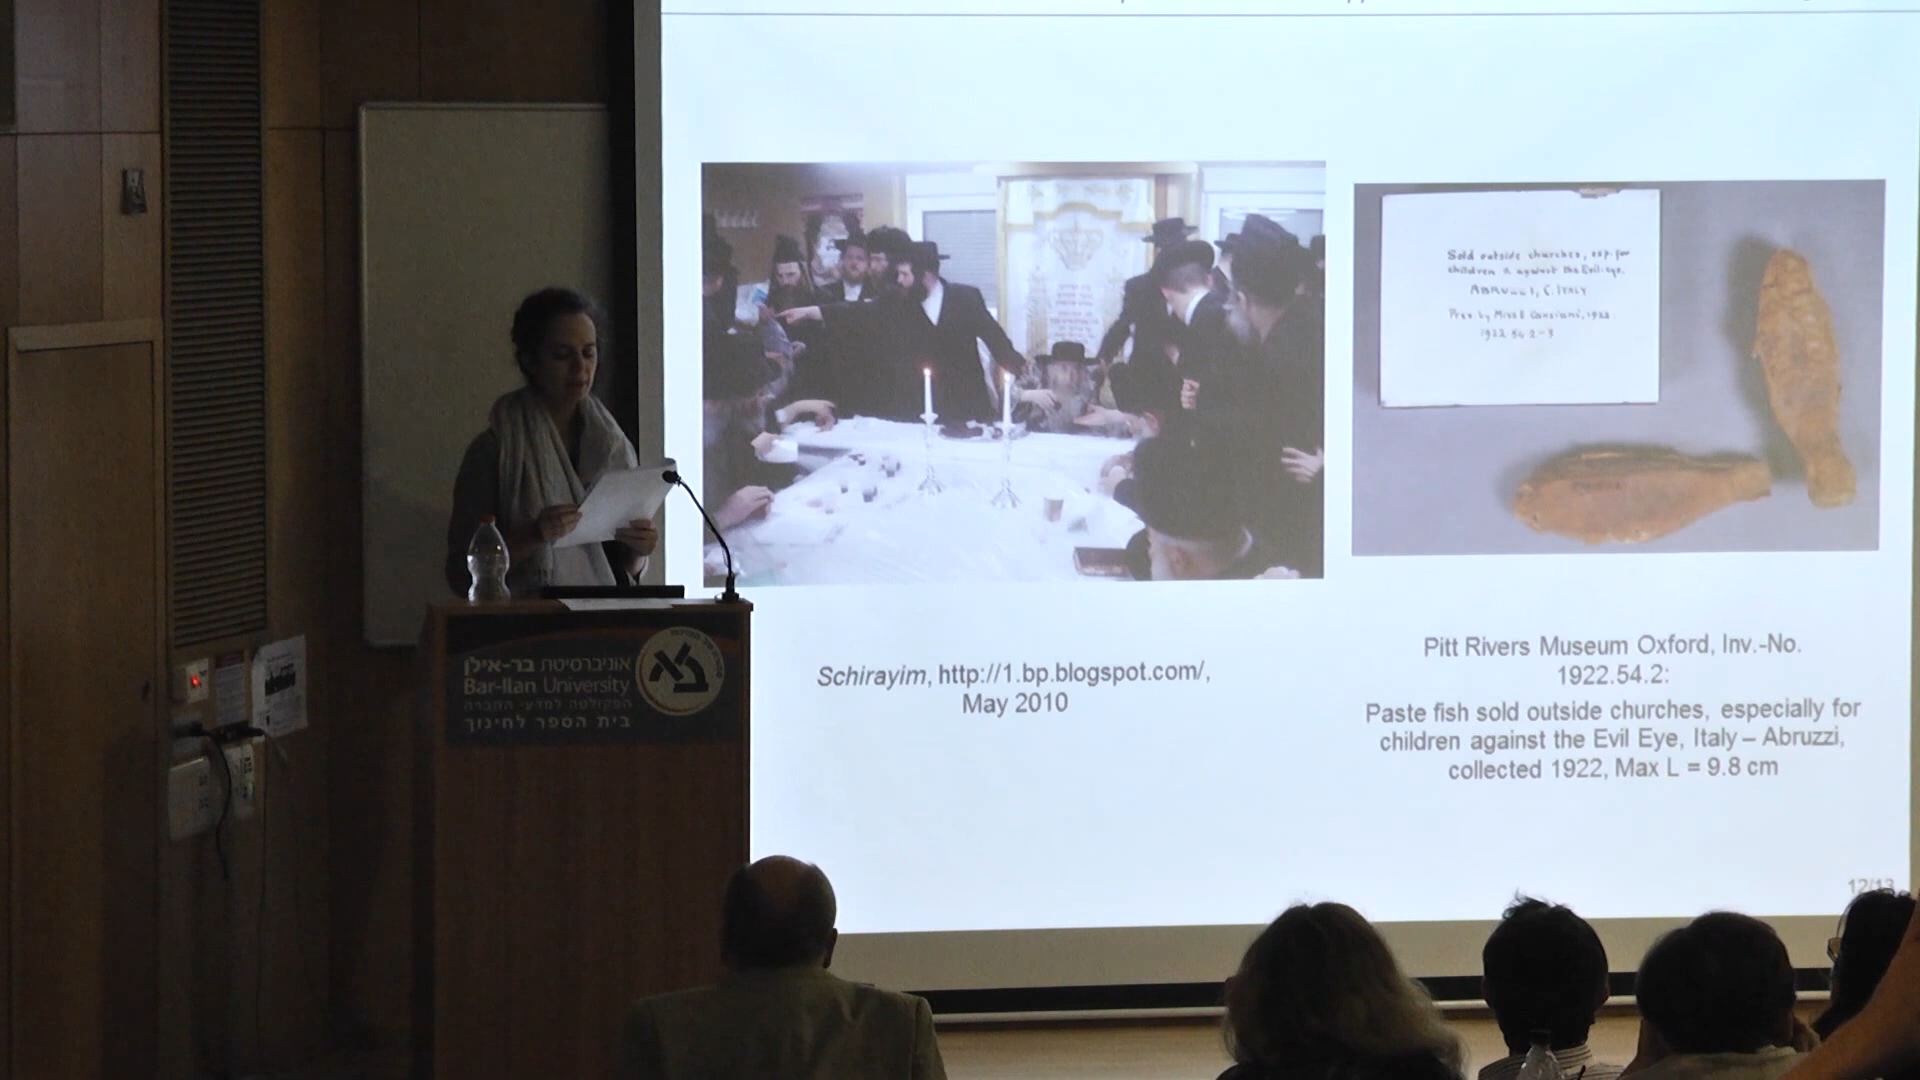 Sold outside churches, esp. for
children & against the Evil-eye.
ABRUZZI, C. ITALY
1922.54.2-3
Schirayim, http://1.bp.blogspot.com/,
May 2010
Pitt Rivers Museum Oxford, Inv.-No.
1922.54.2:
Paste fish sold outside churches, especially for
children against the Evil Eye, Italy – Abruzzi,
collected 1922, Max L = 9.8 cm
12/13
אוניברסיטת בר-אילן
Bar-Ilan University
הפקולטה למדעי החברה
בית הספר לחינוך